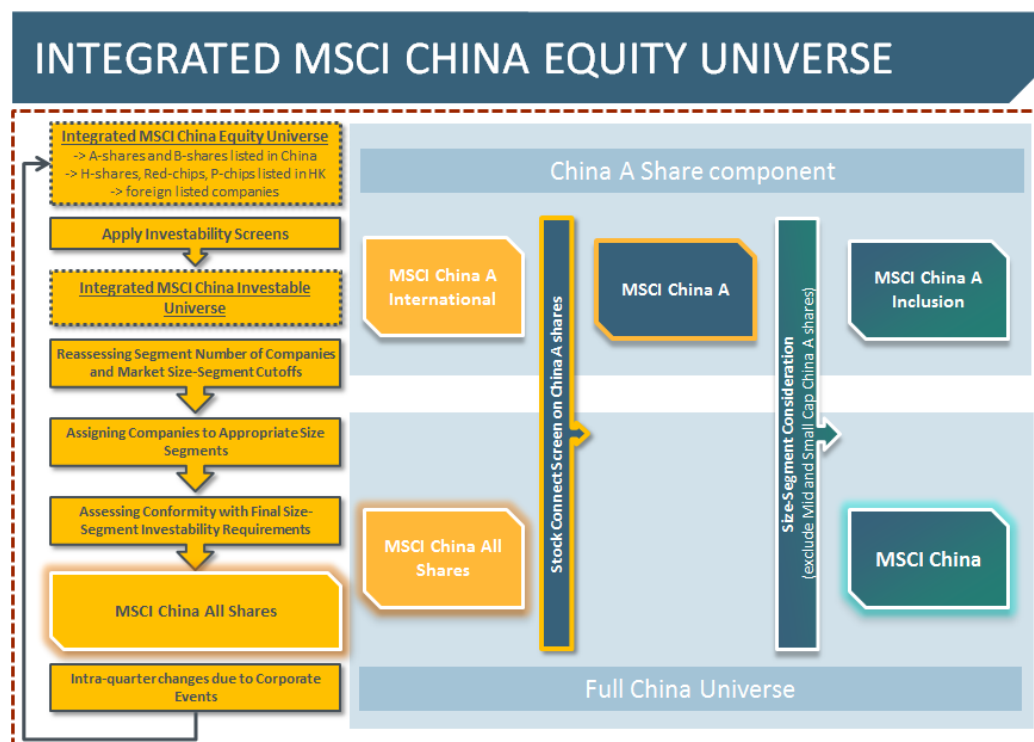 INTEGRATED MSCI CHINA EQUITY UNIVERSE
Integrated MSCI China Equity Universe
-> A-shares and B-shares listed in China
-> H-shares, Red-chips, P-chips listed in HK
-> foreign listed companies
Apply Investability Screens
Integrated MSCI China Investable
Universe
Reassessing Segment Number of Companies
and Market Size-Segment Cutoffs
Assigning Companies to Appropriate Size
Segments
Assessing Conformity with Final Size-
Segment Investability Requirements
MSCI China All Shares
Intra-quarter changes due to Corporate
Events
China A Share component
MSCI China A
International
Stock Connect Screen on China A shares
MSCI China A
Size-Segment Consideration
(exclude Mid and Small Cap China A shares)
MSCI China A
Inclusion
MSCI China All
Shares
MSCI China
Full China Universe